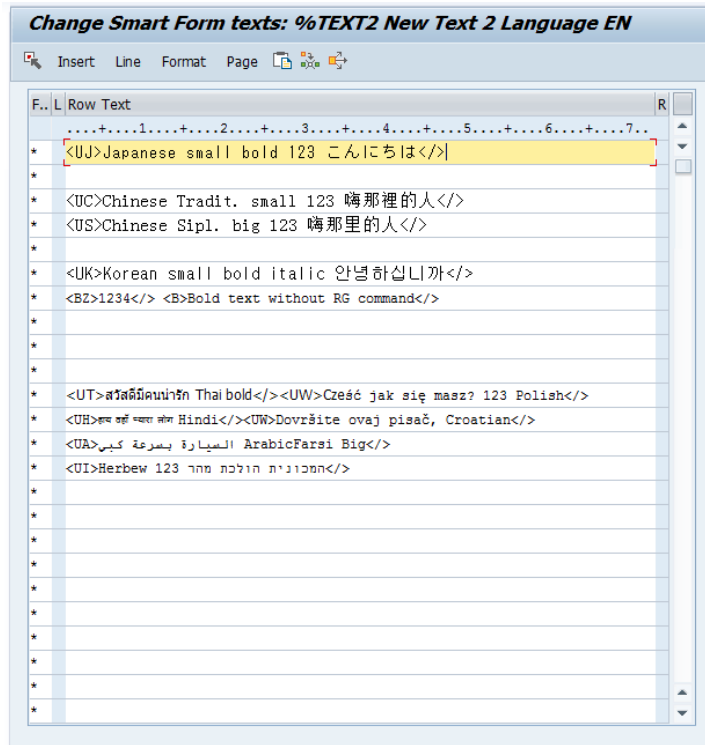 Change Smart Form texts: %TEXT2 New Text 2 Language EN
Insert Line Format Page
F.. L Row Text R
....+....1....+....2....+....3....+....4....+....5....+....6....+....7..
* <UJ>Japanese small bold 123 こんにちは</>
*
* <UC>Chinese Tradit. small 123 嗨那裡的人</>
* <US>Chinese Sipl. big 123 嗨那里的人</>
*
* <UK>Korean small bold italic 안녕하십니까</>
* <BZ>1234</> <B>Bold text without RG command</>
*
*
*
* <UT>สวัสดีมีคนน่ารัก Thai bold</><UW>Cześć jak się masz? 123 Polish</>
* <UH>हाय वहाँ प्यारा लोग Hindi</><UW>Dovršite ovaj pisač, Croatian</>
* <UA>السيارة بسرعة كبي ArabicFarsi Big</>
* <UI>Herbew 123 המכונית הולכת מהר</>
*
*
*
*
*
*
*
*
*
*